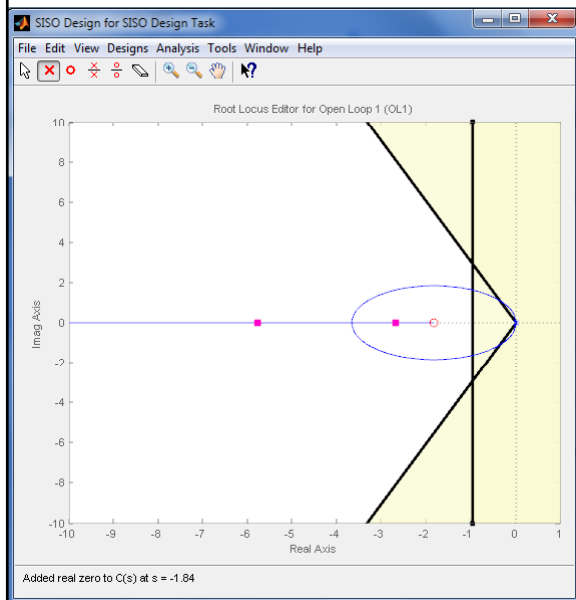 SISO Design for SISO Design Task
File Edit View Designs Analysis Tools Window Help
Root Locus Editor for Open Loop 1 (OL1)
10
8
6
4
2
0
-2
-4
-6
-8
-10
Imag Axis
-10 -9 -8 -7 -6 -5 -4 -3 -2 -1 0 1
Real Axis
Added real zero to C(s) at s = -1.84